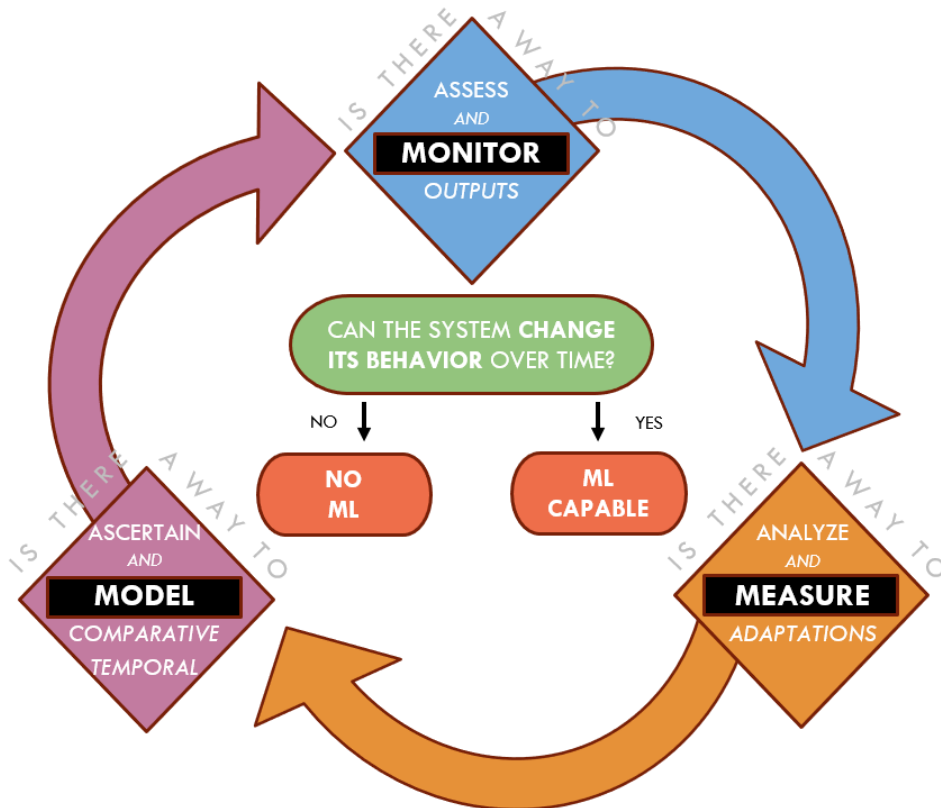 IS THERE A WAY TO
ASSESS
AND
MONITOR
OUTPUTS
CAN THE SYSTEM CHANGE
ITS BEHAVIOR OVER TIME?
NO
YES
NO
ML
ML
CAPABLE
IS THERE A WAY TO
ANALYZE
AND
MEASURE
ADAPTATIONS
IS THERE A WAY TO
ASCERTAIN
AND
MODEL
COMPARATIVE
TEMPORAL